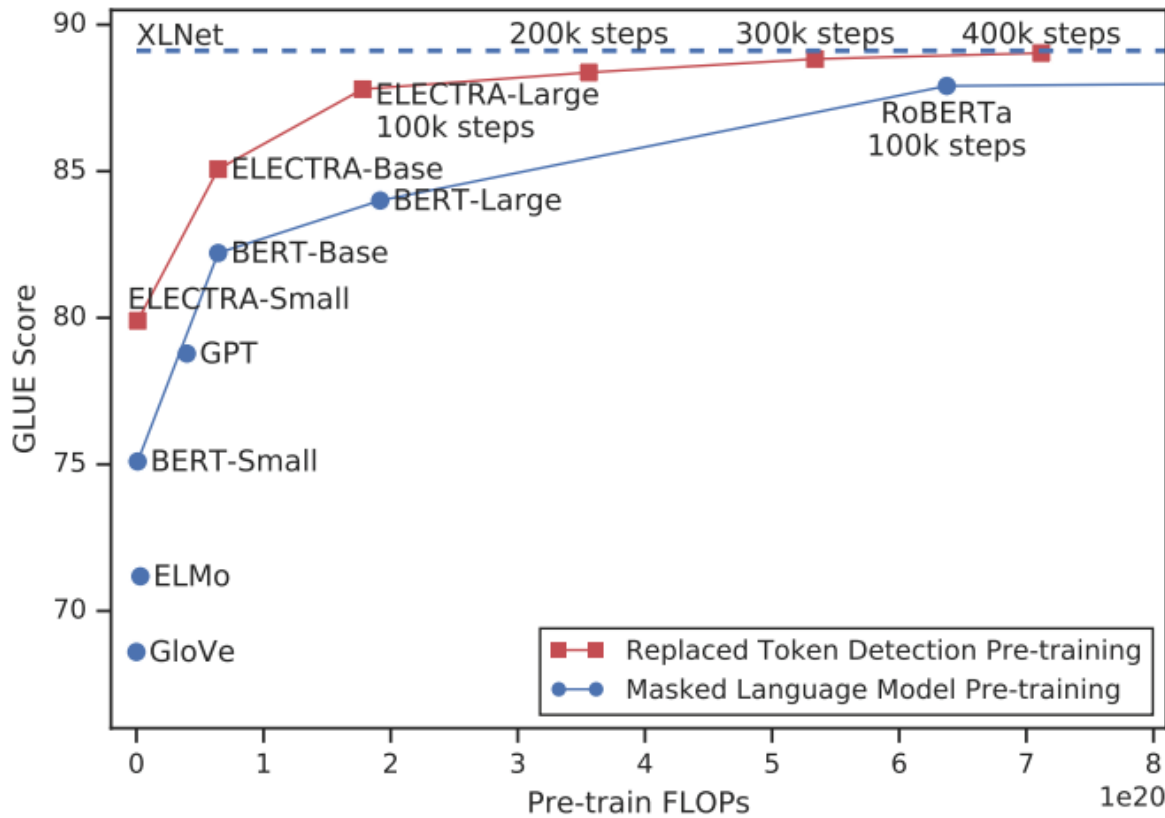 90
XLNet
200k steps
300k steps
400k steps
ELECTRA-Large
100k steps
RoBERTa
100k steps
85
ELECTRA-Base
BERT-Large
BERT-Base
ELECTRA-Small
80
GPT
GLUE Score
75
BERT-Small
ELMo
70
GloVe
Replaced Token Detection Pre-training
Masked Language Model Pre-training
0 1 2 3 4 5 6 7 8
1e20
Pre-train FLOPs